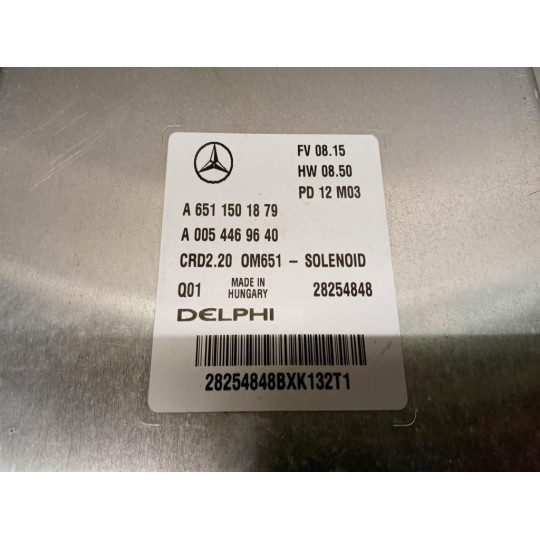 FV 08.15
HW 08.50
PD 12 M03
A 651 150 18 79
A 005 446 96 40
CRD2.20 OM651 – SOLENOID
Q01 MADE IN HUNGARY 28254848
DELPHI
28254848BXK132T1